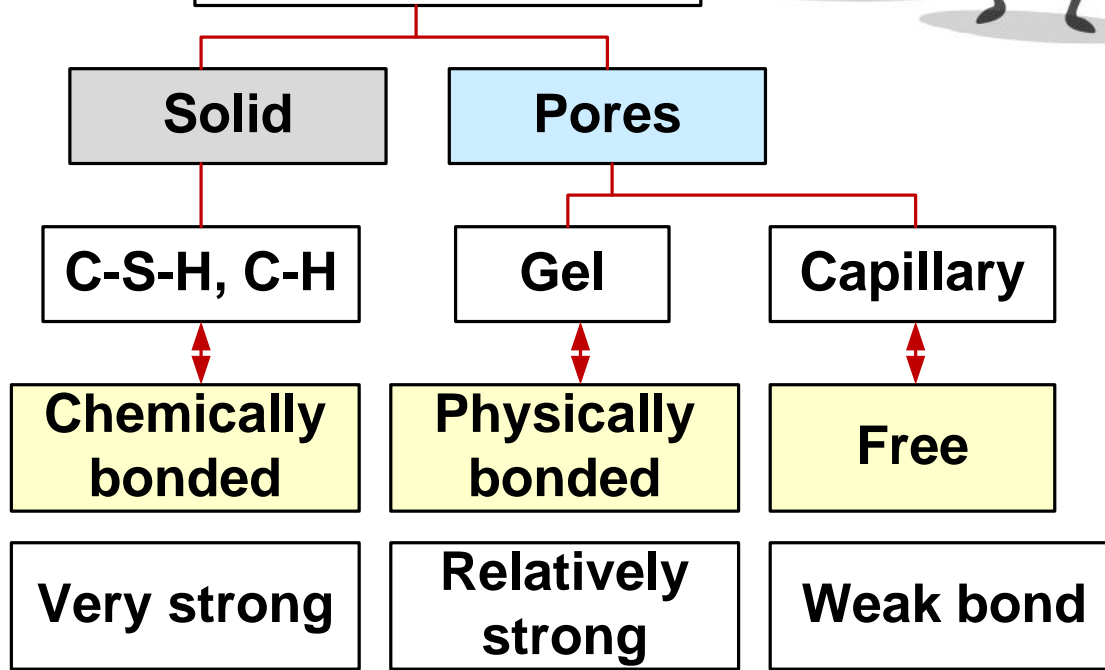 Solid
Pores
C-S-H, C-H
Gel
Capillary
Chemically
bonded
Physically
bonded
Free
Very strong
Relatively
strong
Weak bond